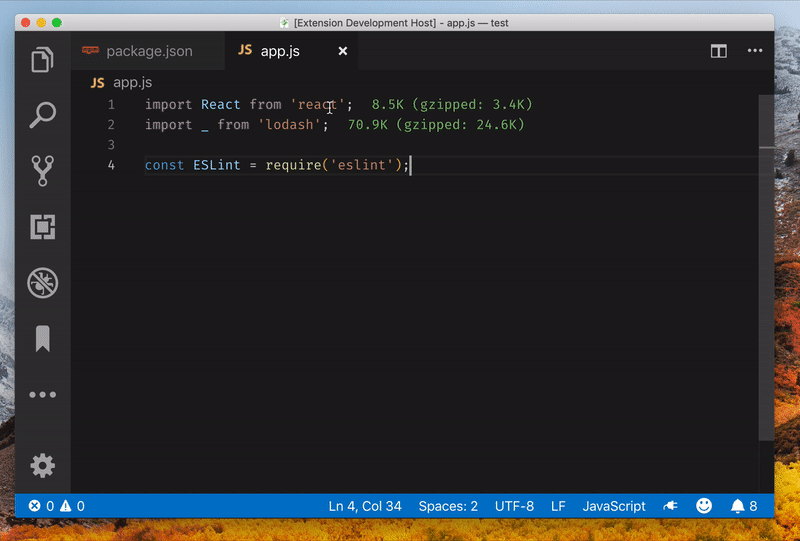 [Extension Development Host] - app.js — test
package.json
JS app.js
JS app.js
1 import React from 'react'; 8.5K (gzipped: 3.4K)
2 import _ from 'lodash'; 70.9K (gzipped: 24.6K)
3
4 const ESLint = require('eslint');
0 0 Ln 4, Col 34 Spaces: 2 UTF-8 LF JavaScript 8